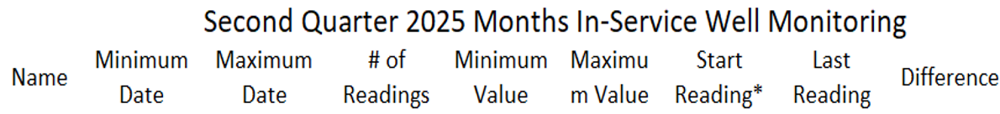 Second Quarter 2025 Months In-Service Well Monitoring
Name
Minimum
Date
Maximum
Date
# of
Readings
Minimum
Value
Maximu
m Value
Start
Reading*
Last
Reading
Difference